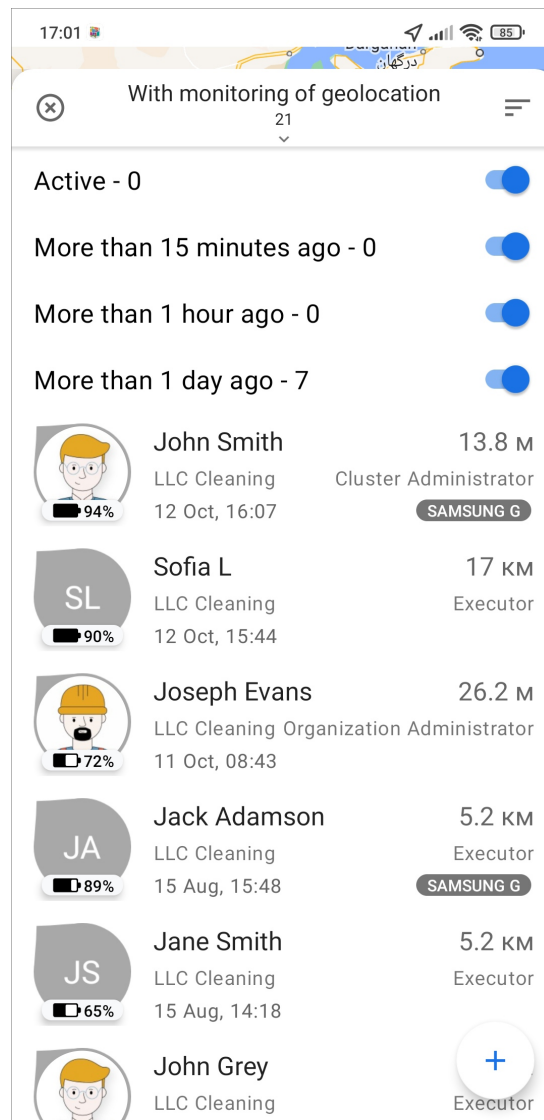 17:01
85
درگهان
With monitoring of geolocation
21
Active - 0
More than 15 minutes ago - 0
More than 1 hour ago - 0
More than 1 day ago - 7
John Smith 13.8 м
LLC Cleaning Cluster Administrator
94% 12 Oct, 16:07 SAMSUNG G
Sofia L 17 км
SL LLC Cleaning Executor
90% 12 Oct, 15:44
Joseph Evans 26.2 м
LLC Cleaning Organization Administrator
72% 11 Oct, 08:43
Jack Adamson 5.2 км
JA LLC Cleaning Executor
89% 15 Aug, 15:48 SAMSUNG G
Jane Smith 5.2 км
JS LLC Cleaning Executor
65% 15 Aug, 14:18
John Grey
+
LLC Cleaning Executor